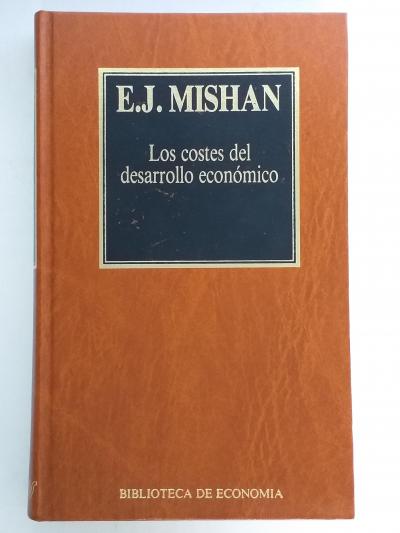 E.J. MISHAN
Los costes del
desarrollo económico
BIBLIOTECA DE ECONOMIA